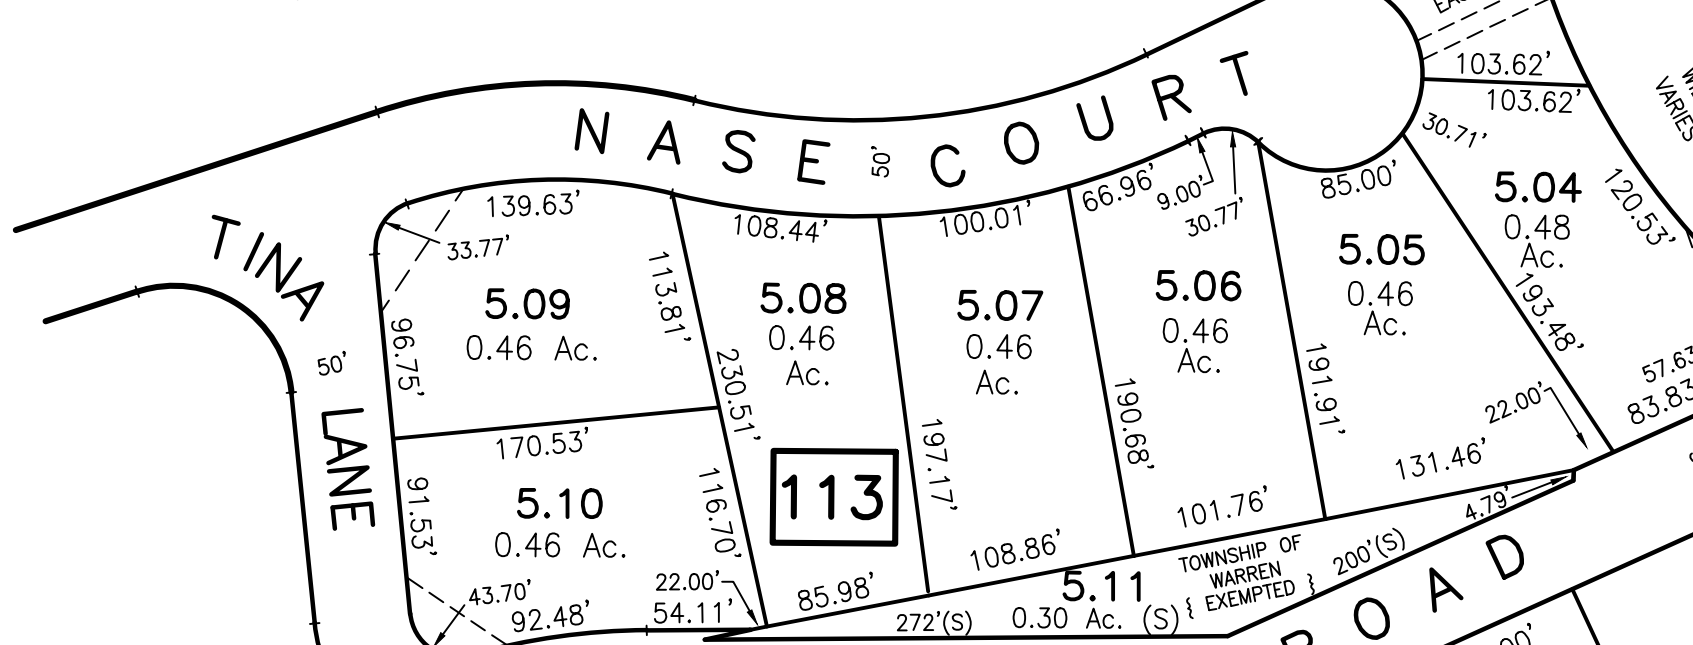 NASE COURT
50'
TINA LANE
50'
103.62'
103.62'
30.71'
VARIES
5.04
0.48
Ac.
120.53'
193.48'
57.63
83.83
85.00'
5.05
0.46
Ac.
191.91'
22.00'
131.46'
4.79'
66.96'
9.00'
30.77'
5.06
0.46
Ac.
190.68'
101.76'
100.01'
5.07
0.46
Ac.
197.17'
108.86'
108.44'
5.08
0.46
Ac.
230.51'
113
85.98'
139.63'
33.77'
113.81'
5.09
0.46 Ac.
96.75'
170.53'
5.10
0.46 Ac.
91.53'
116.70'
43.70'
92.48'
54.11'
22.00'
5.11
0.30 Ac. (S)
272'(S)
{ TOWNSHIP OF
WARREN
EXEMPTED }
200'(S)
OAD